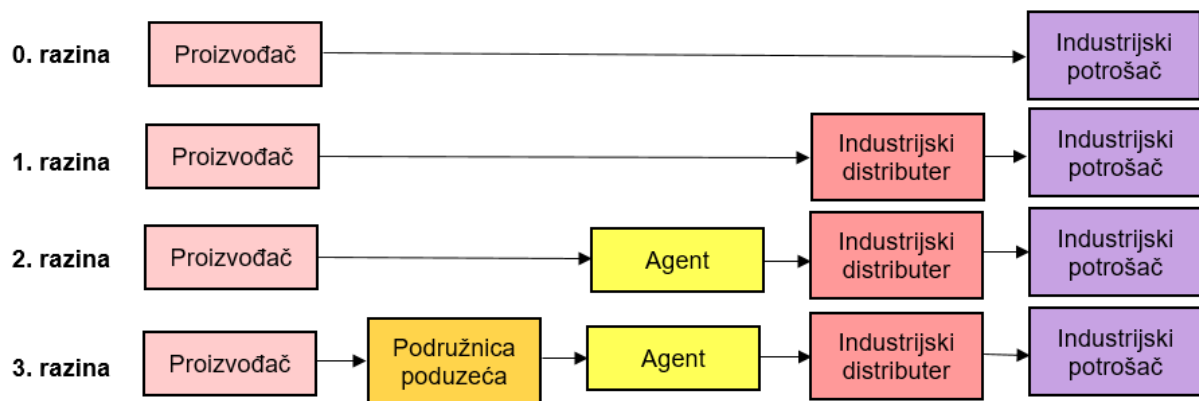 0. razina
Proizvođač
Industrijski
potrošač
1. razina
Proizvođač
Industrijski
distributer
Industrijski
potrošač
2. razina
Proizvođač
Agent
Industrijski
distributer
Industrijski
potrošač
3. razina
Proizvođač
Podružnica
poduzeća
Agent
Industrijski
distributer
Industrijski
potrošač